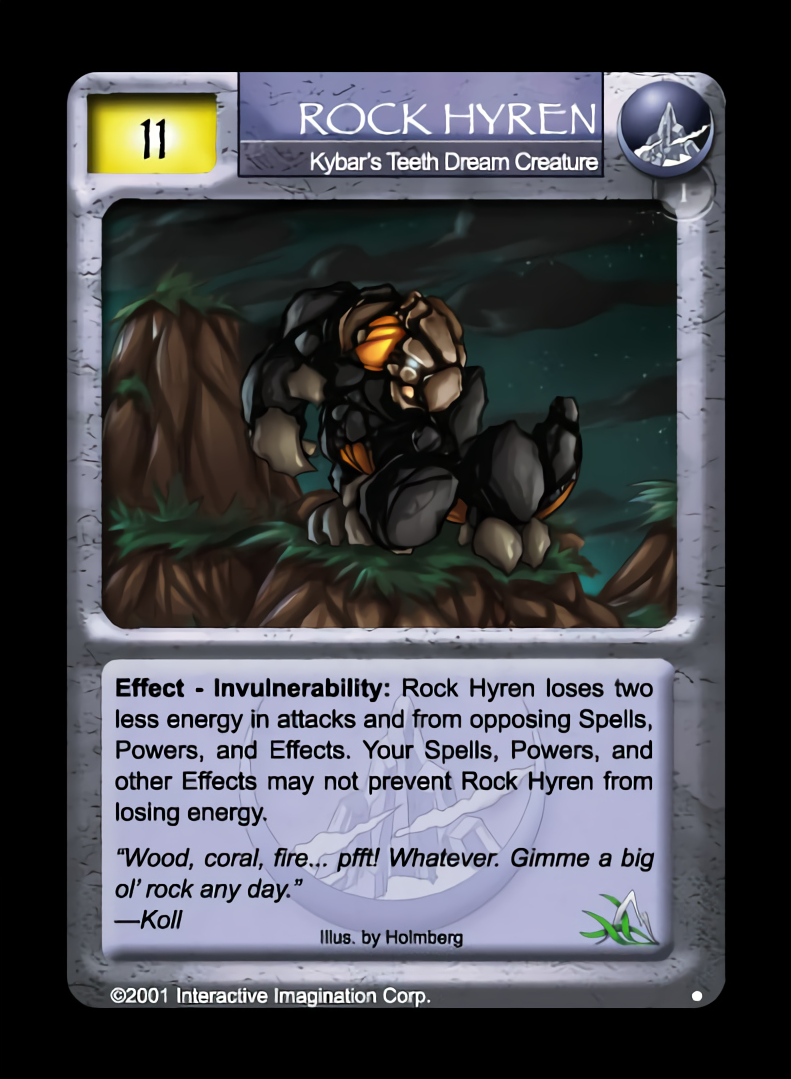 11
ROCK HYREN
Kybar's Teeth Dream Creature
1
Effect - Invulnerability: Rock Hyren loses two
less energy in attacks and from opposing Spells,
Powers, and Effects. Your Spells, Powers, and
other Effects may not prevent Rock Hyren from
losing energy.
“Wood, coral, fire... pfft! Whatever. Gimme a big
ol’ rock any day.”
—Koll
Illus. by Holmberg
©2001 Interactive Imagination Corp.